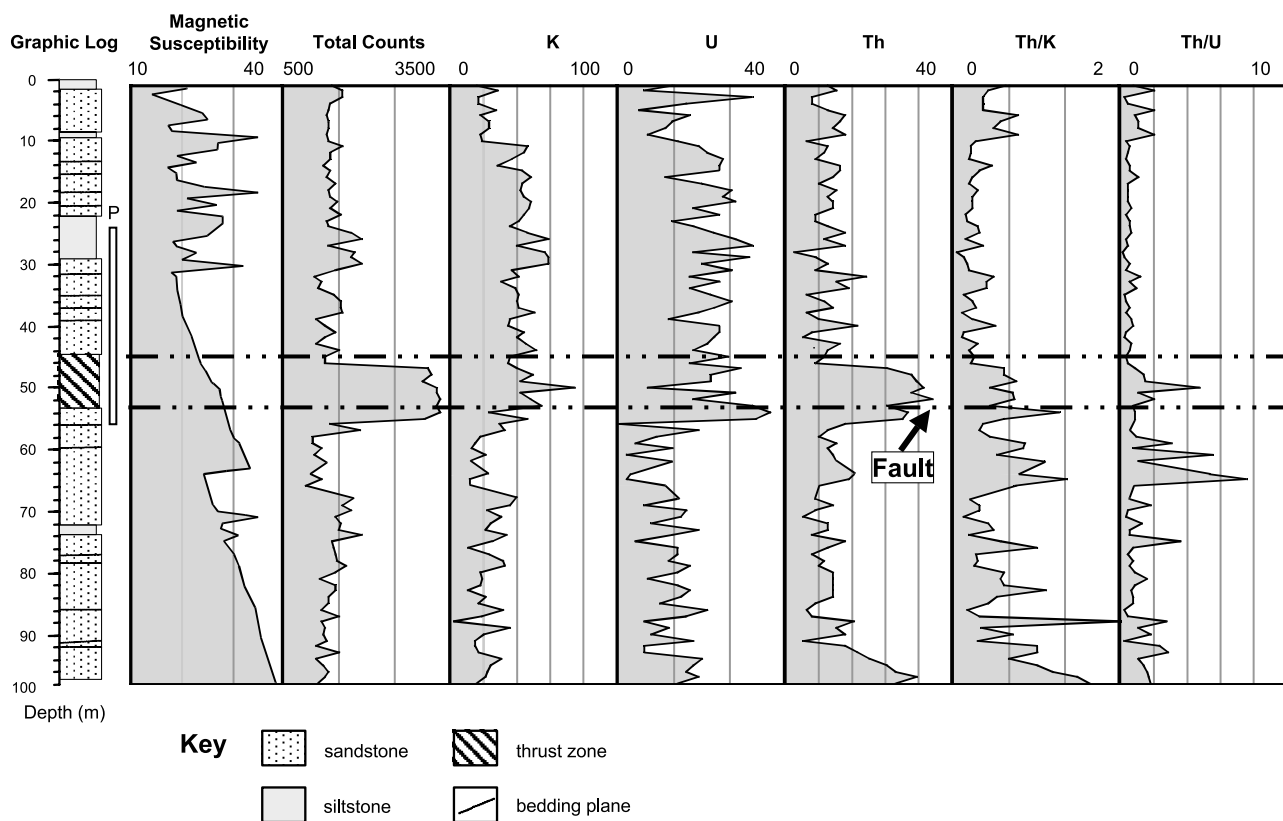 Graphic Log
Magnetic
Susceptibility
Total Counts
K
U
Th
Th/K
Th/U
10 40
500 3500
0 100
0 40
0 40
0 2
0 10
0
10
20
P
30
40
50
Fault
60
70
80
90
100
Depth (m)
Key
sandstone
thrust zone
siltstone
bedding plane